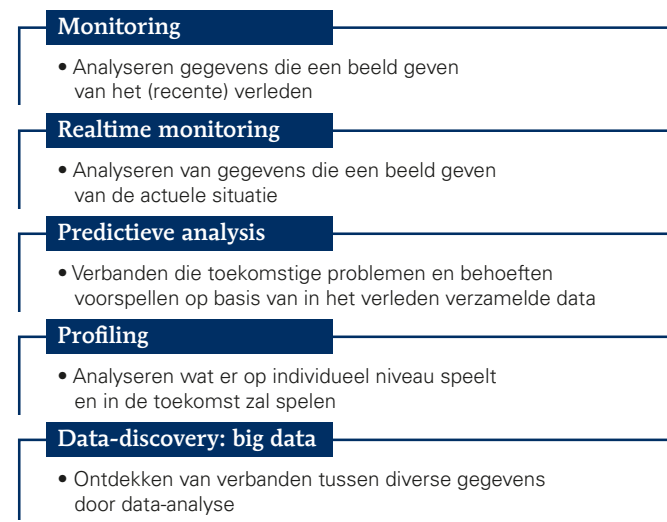 Monitoring
• Analyseren gegevens die een beeld geven
van het (recente) verleden
Realtime monitoring
• Analyseren van gegevens die een beeld geven
van de actuele situatie
Predictieve analysis
• Verbanden die toekomstige problemen en behoeften
voorspellen op basis van in het verleden verzamelde data
Profiling
• Analyseren wat er op individueel niveau speelt
en in de toekomst zal spelen
Data-discovery: big data
• Ontdekken van verbanden tussen diverse gegevens
door data-analyse